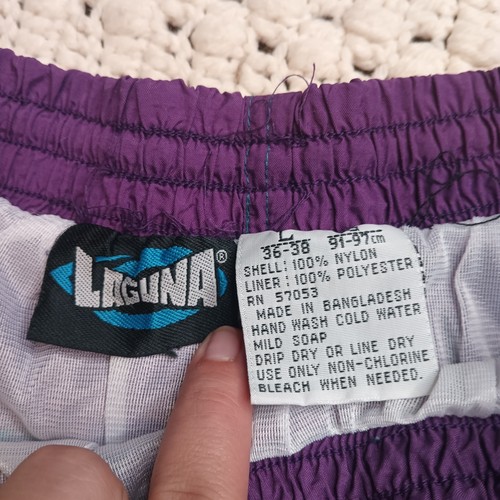 LAGUNA®
L
36-38 91-97cm
SHELL: 100% NYLON
LINER: 100% POLYESTER
RN 57053
MADE IN BANGLADESH
HAND WASH COLD WATER
MILD SOAP
DRIP DRY OR LINE DRY
USE ONLY NON-CHLORINE
BLEACH WHEN NEEDED.